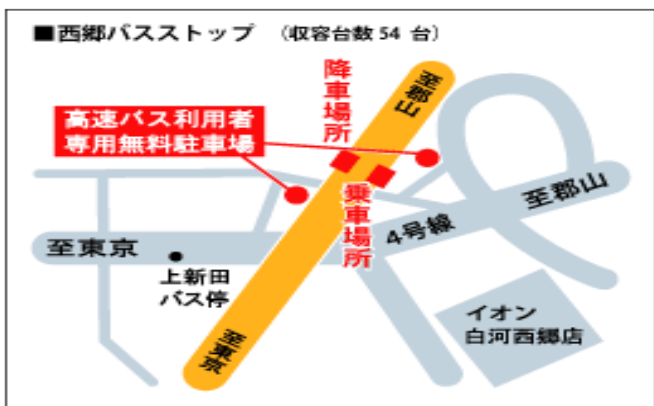 ■西郷バスストップ （収容台数 54 台）
降車場所
至郡山
高速バス利用者
専用無料駐車場
乗車場所
4号線
至郡山
至東京
上新田
バス停
至東京
イオン
白河西郷店